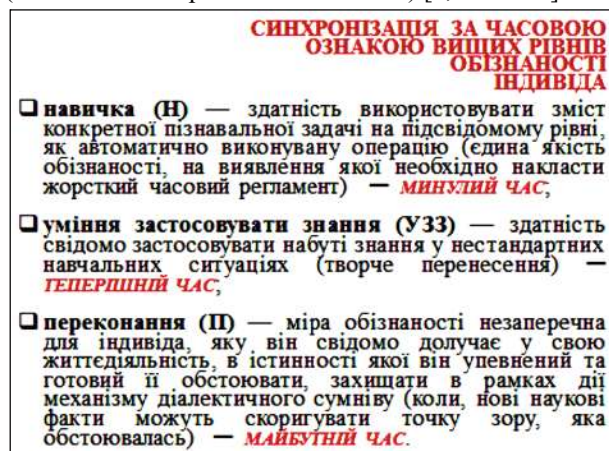 СИНХРОНІЗАЦІЯ ЗА ЧАСОВОЮ
ОЗНАКОЮ ВИЩИХ РІВНІВ
ОБІЗНАНОСТІ
ІНДИВІДА
❑ навичка (Н) — здатність використовувати зміст
конкретної пізнавальної задачі на підсвідомому рівні,
як автоматично виконувану операцію (єдина якість
обізнаності, на виявлення якої необхідно накласти
жорсткий часовий регламент) — МИНУЛИЙ ЧАС;
❑ уміння застосовувати знання (УЗЗ) — здатність
свідомо застосовувати набуті знання у нестандартних
навчальних ситуаціях (творче перенесення) —
ТЕПЕРІШНІЙ ЧАС;
❑ переконання (П) — міра обізнаності незаперечна
для індивіда, яку він свідомо долучає у свою
життєдіяльність, в істинності якої він упевнений та
готовий її обстоювати, захищати в рамках дії
механізму діалектичного сумніву (коли, нові наукові
факти можуть скоригувати точку зору, яка
обстоювалась) — МАЙБУТНІЙ ЧАС.